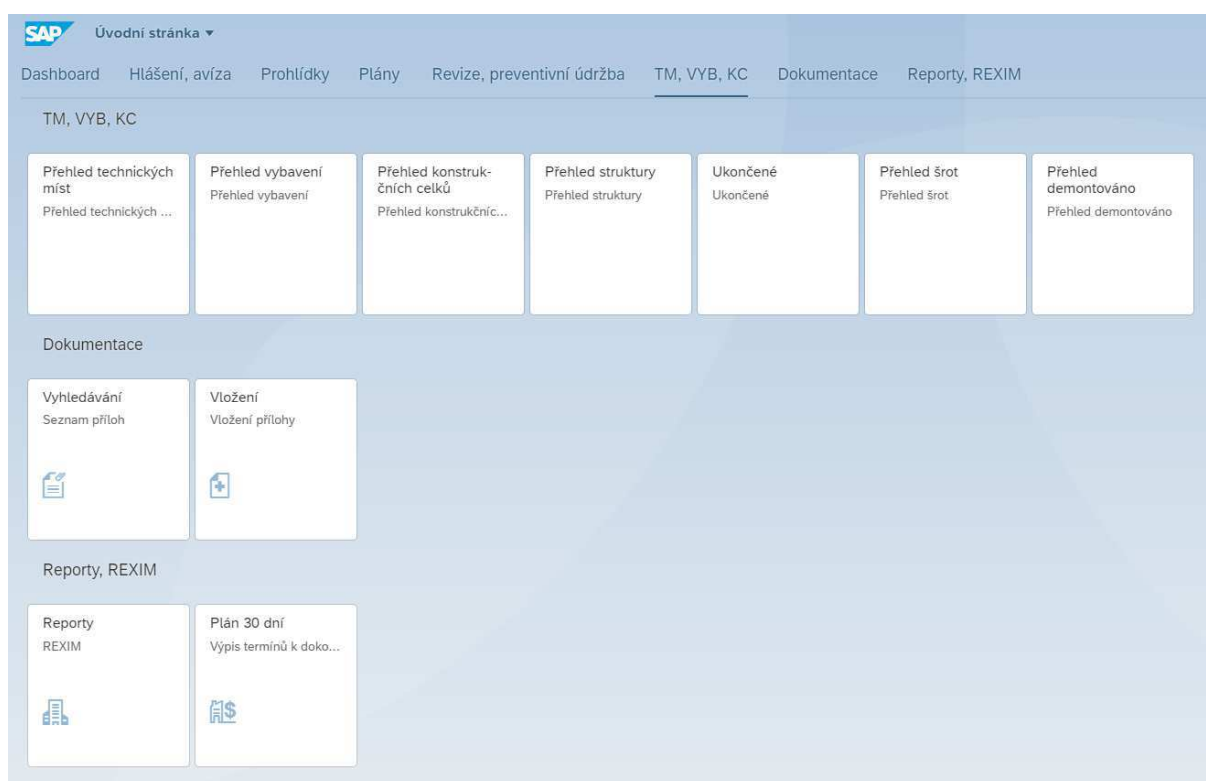 SAP Úvodní stránka
Dashboard Hlášení, avíza Prohlídky Plány Revize, preventivní údržba TM, VYB, KC Dokumentace Reporty, REXIM
TM, VYB, KC
Přehled technických
míst
Přehled technických ...
Přehled vybavení
Přehled vybavení
Přehled konstruk-
čních celků
Přehled konstrukčníc...
Přehled struktury
Přehled struktury
Ukončené
Ukončené
Přehled šrot
Přehled šrot
Přehled
demontováno
Přehled demontováno
Dokumentace
Vyhledávání
Seznam příloh
Vložení
Vložení přílohy
Reporty, REXIM
Reporty
REXIM
Plán 30 dní
Výpis termínů k doko...